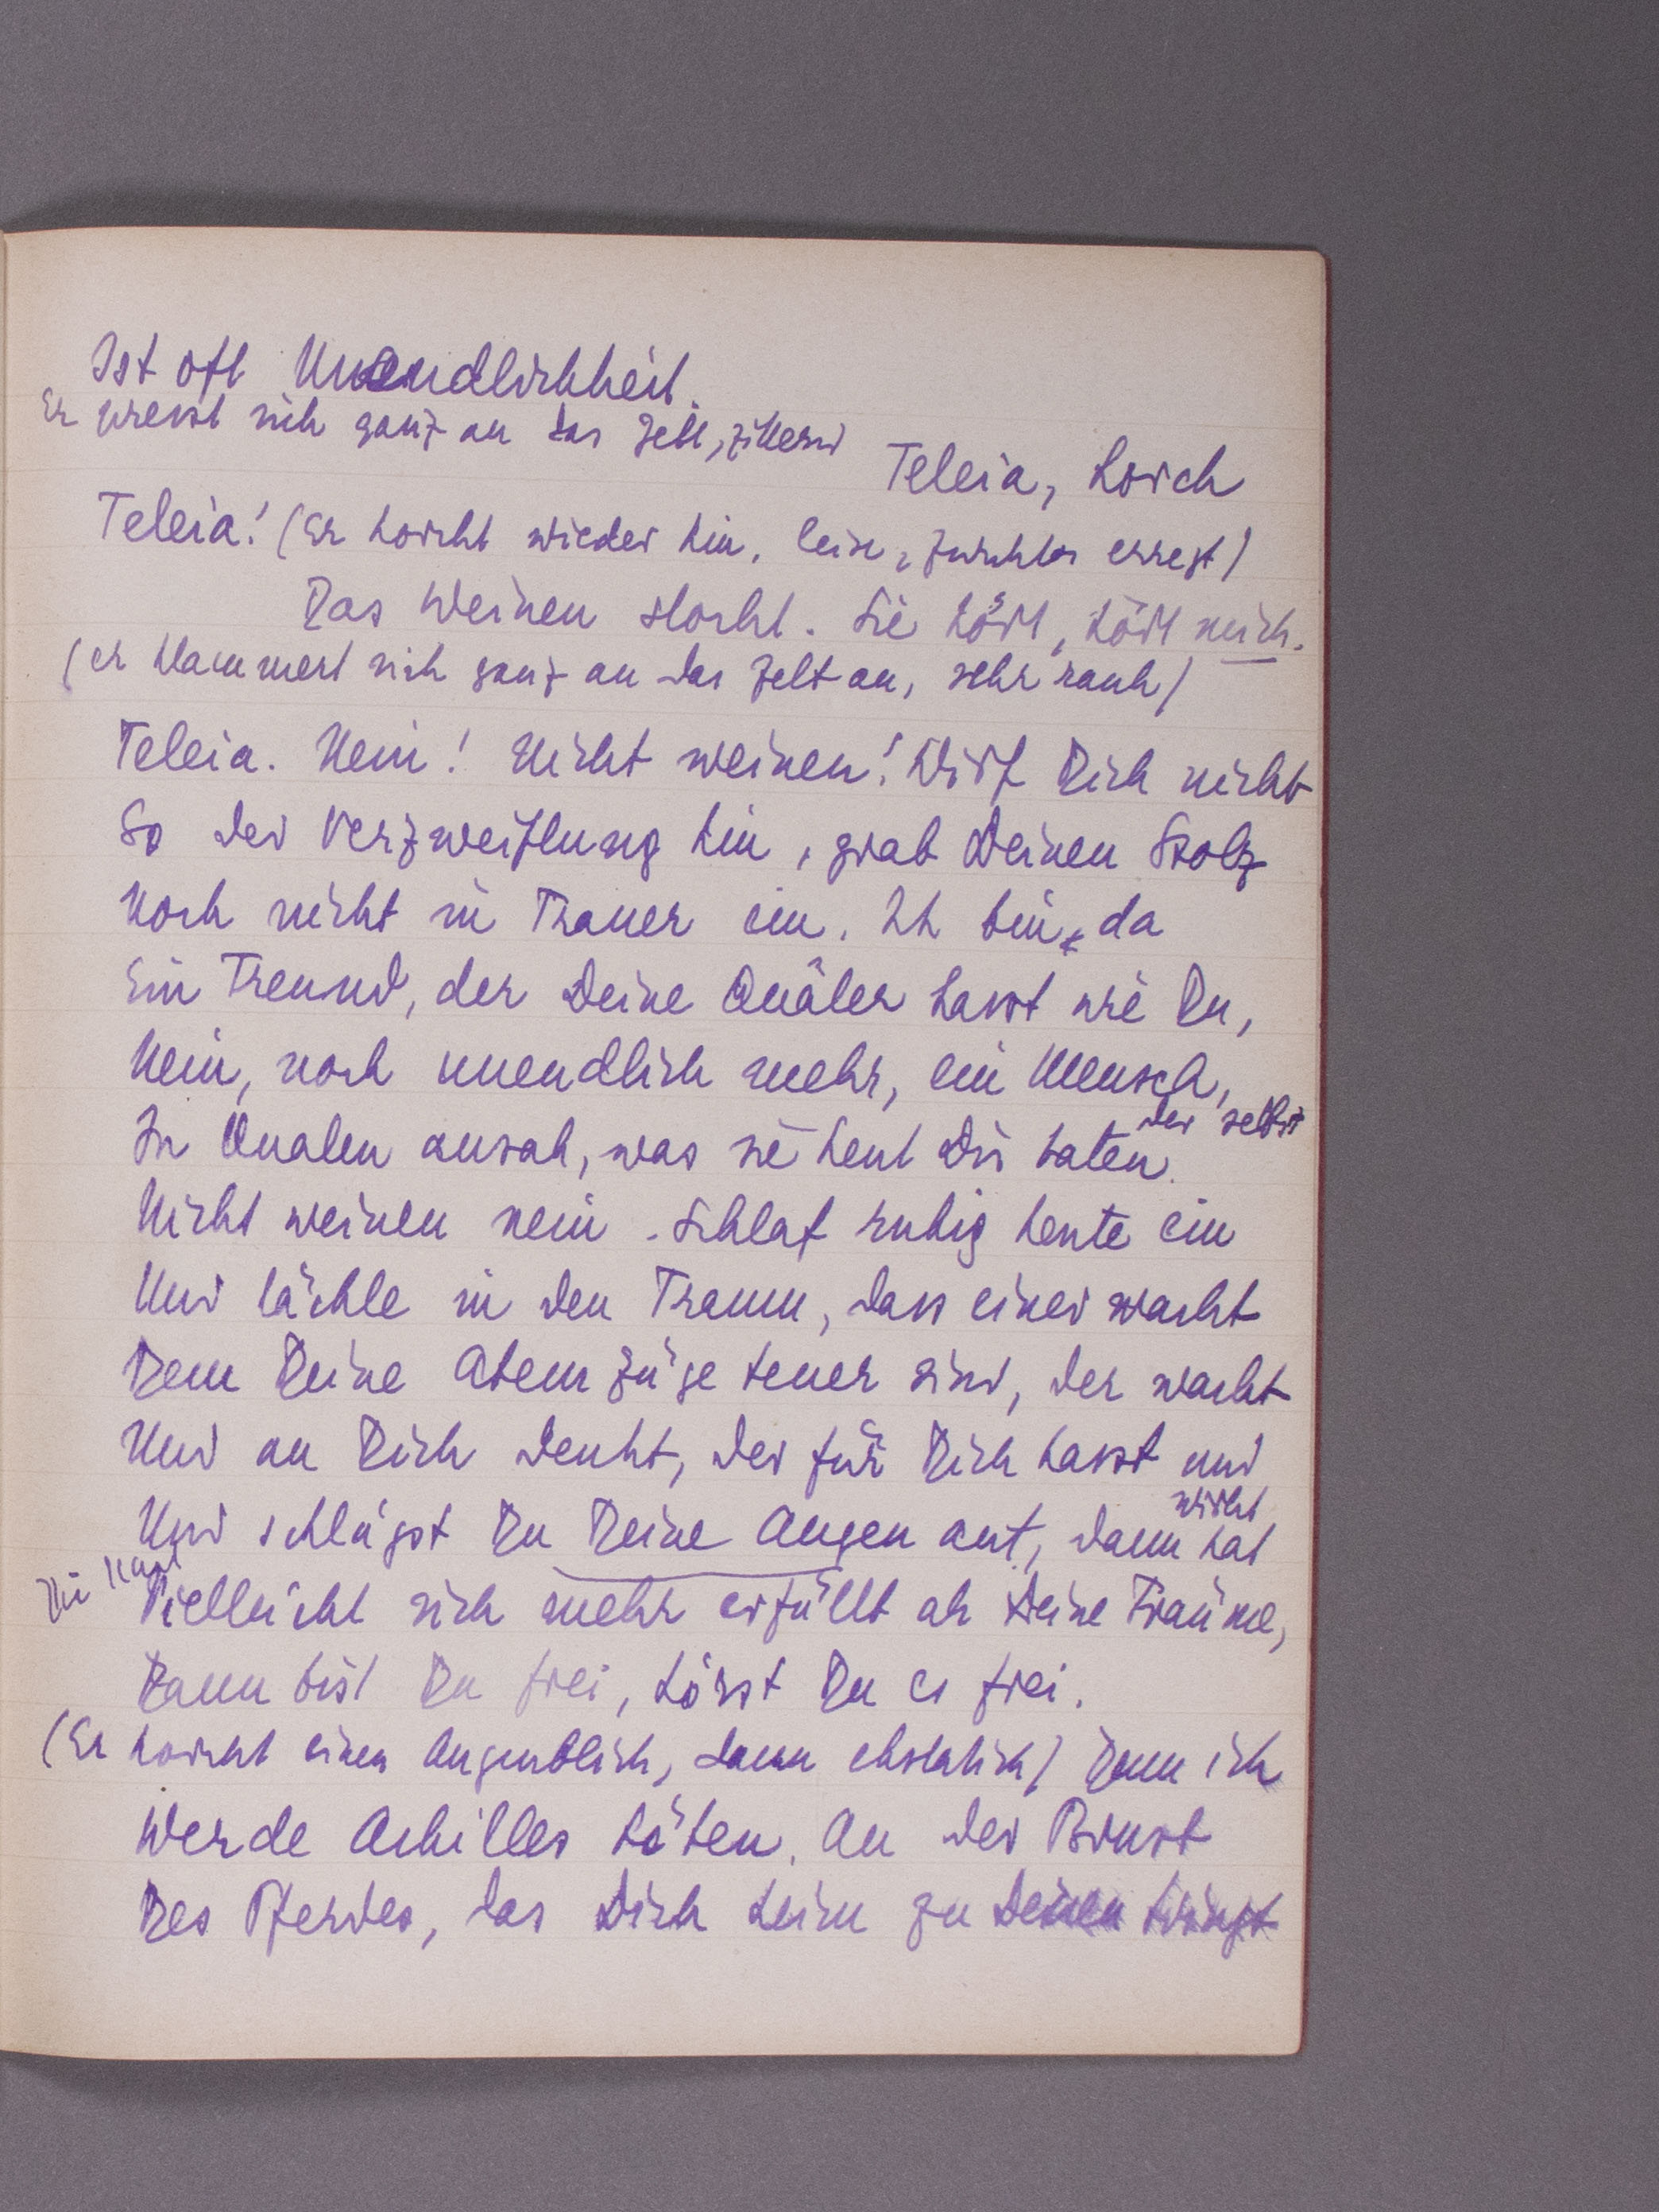 Ist oft Unendlichkeit.
Er presst sich ganz an das Zelt, zitternd
Teleia, horch
Teleia! (Er horcht wieder hin, leise, furchtbar erregt)
Das Weinen stockt. Sie hört, hört mich.
(er klammert sich ganz an das Zelt an, sehr rauh)
Teleia. Nein! Nicht weinen! Wirf Dich nicht
So der Verzweiflung hin, grab Deinen Stolz
Noch nicht in Trauer ein. Ich bin da
Ein Freund, der Deine Quäler hasst wie Du,
Nein, noch unendlich mehr, ein Mensch,
der selbst
In Qualen ansah, was sie heut Dir taten.
Nicht weinen nein. Schlaf ruhig heute ein
Und lächle in den Traum, dass einer wacht
Dem Deine Atemzüge teuer sind, der wacht
Und an Dich denkt, der für Dich hasst und
wirkt
Und schlägst Du Deine Augen auf, dann hat
Die Nacht
Vielleicht sich mehr erfüllt als Deine Träume,
Dann bist Du frei, hörst Du es frei.
(Er horcht einen Augenblick, dann ekstatisch) Denn ich
Werde Achilles töten. An der Brust
Des Pferdes, das Dich heim zu Deinen bringt